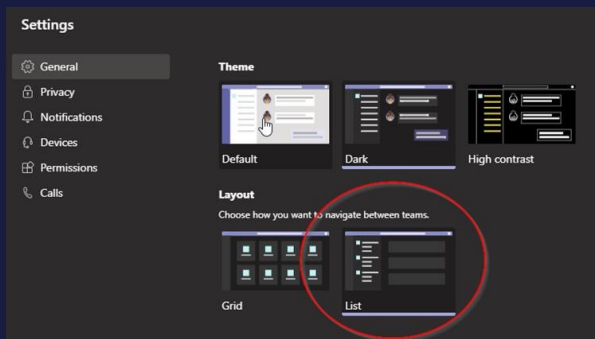 Settings
General
Privacy
Notifications
Devices
Permissions
Calls
Theme
Default
Dark
High contrast
Layout
Choose how you want to navigate between teams.
Grid
List